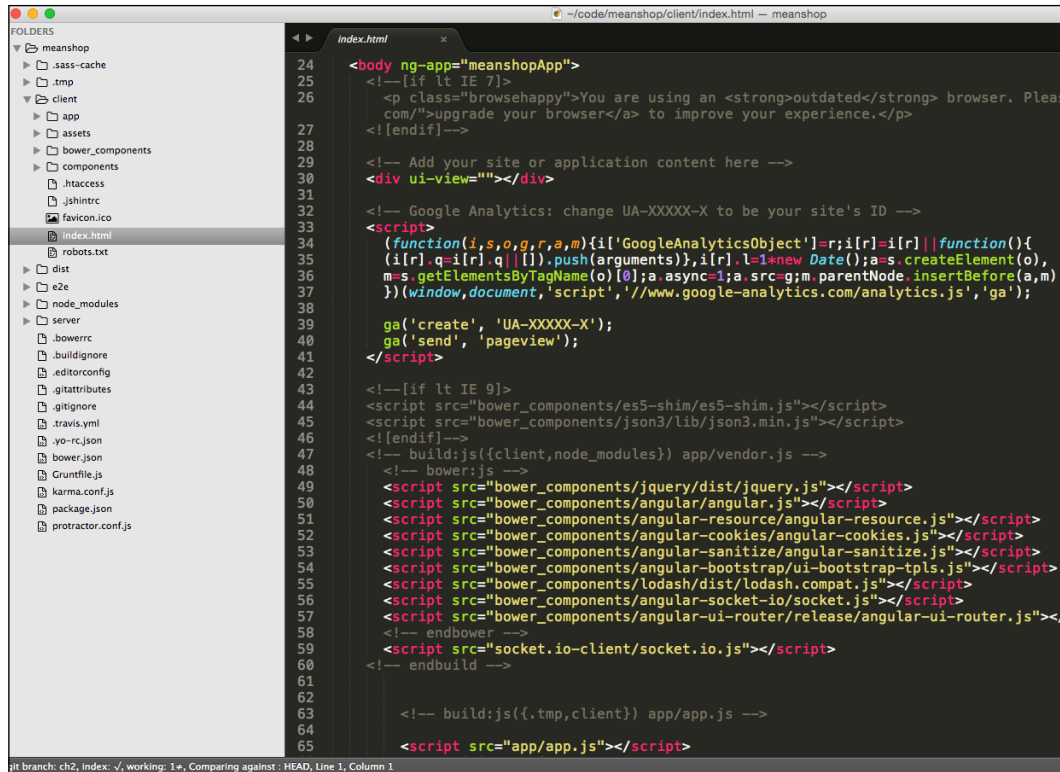 ~/code/meanshop/client/index.html — meanshop
FOLDERS
meanshop
.sass-cache
.tmp
client
app
assets
bower_components
components
.htaccess
.jshintrc
favicon.ico
index.html
robots.txt
dist
e2e
node_modules
server
.bowerrc
.buildignore
.editorconfig
.gitattributes
.gitignore
.travis.yml
.yo-rc.json
bower.json
Gruntfile.js
karma.conf.js
package.json
protractor.conf.js
index.html ×
24 <body ng-app="meanshopApp">
25 <!--[if lt IE 7]>
26 <p class="browsehappy">You are using an <strong>outdated</strong> browser. Pleas
com/">upgrade your browser</a> to improve your experience.</p>
27 <![endif]-->
28
29 <!-- Add your site or application content here -->
30 <div ui-view=""></div>
31
32 <!-- Google Analytics: change UA-XXXXX-X to be your site's ID -->
33 <script>
34 (function(i,s,o,g,r,a,m){i['GoogleAnalyticsObject']=r;i[r]=i[r]||function(){
35 (i[r].q=i[r].q||[]).push(arguments)},i[r].l=1*new Date();a=s.createElement(o),
36 m=s.getElementsByTagName(o)[0];a.async=1;a.src=g;m.parentNode.insertBefore(a,m)
37 })(window,document,'script','//www.google-analytics.com/analytics.js','ga');
38
39 ga('create', 'UA-XXXXX-X');
40 ga('send', 'pageview');
41 </script>
42
43 <!--[if lt IE 9]>
44 <script src="bower_components/es5-shim/es5-shim.js"></script>
45 <script src="bower_components/json3/lib/json3.min.js"></script>
46 <![endif]-->
47 <!-- build:js({client,node_modules}) app/vendor.js -->
48 <!-- bower:js -->
49 <script src="bower_components/jquery/dist/jquery.js"></script>
50 <script src="bower_components/angular/angular.js"></script>
51 <script src="bower_components/angular-resource/angular-resource.js"></script>
52 <script src="bower_components/angular-cookies/angular-cookies.js"></script>
53 <script src="bower_components/angular-sanitize/angular-sanitize.js"></script>
54 <script src="bower_components/angular-bootstrap/ui-bootstrap-tpls.js"></script>
55 <script src="bower_components/lodash/dist/lodash.compat.js"></script>
56 <script src="bower_components/angular-socket-io/socket.js"></script>
57 <script src="bower_components/angular-ui-router/release/angular-ui-router.js"></
58 <!-- endbower -->
59 <script src="socket.io-client/socket.io.js"></script>
60 <!-- endbuild -->
61
62
63 <!-- build:js({.tmp,client}) app/app.js -->
64
65 <script src="app/app.js"></script>
git branch: ch2, index: √, working: 1≠, Comparing against : HEAD, Line 1, Column 1